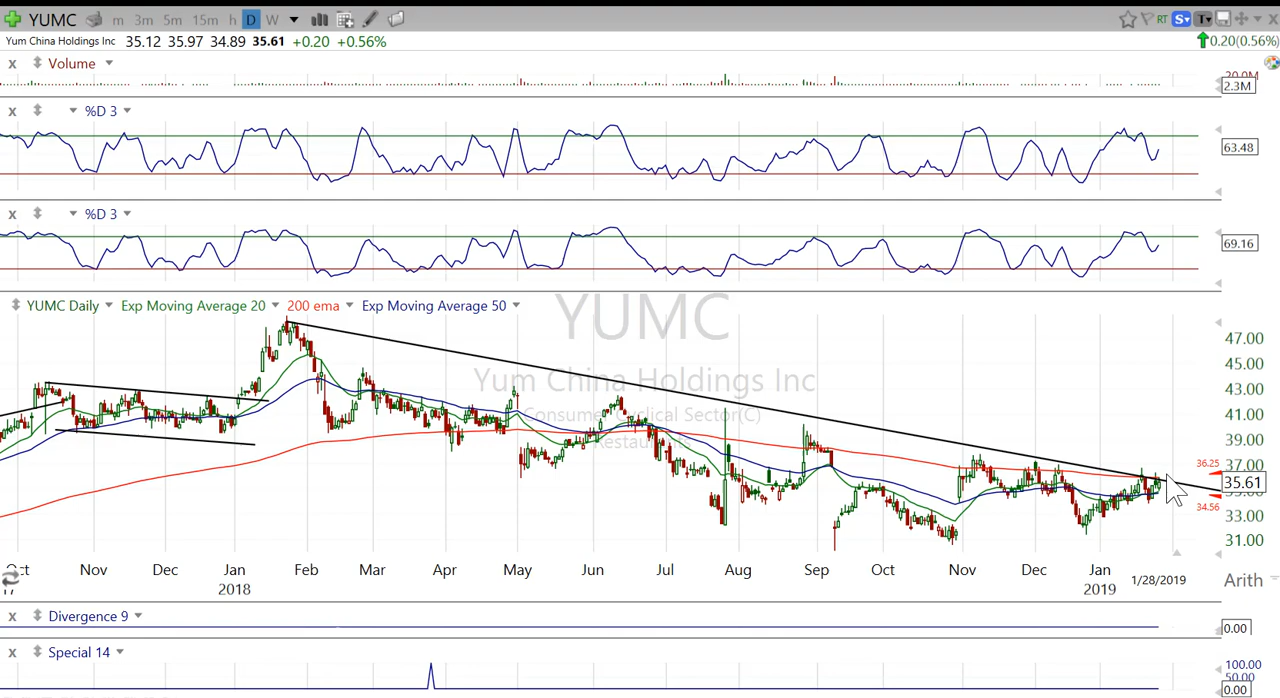 YUMC m 3m 5m 15m h D W RT S T
Yum China Holdings Inc 35.12 35.97 34.89 35.61 +0.20 +0.56% 0.20(0.56%)
x Volume
20.0M
2.3M
x %D 3
63.48
x %D 3
69.16
YUMC Daily Exp Moving Average 20 200 ema Exp Moving Average 50
YUMC
Yum China Holdings Inc
Restaurants
47.00
45.00
43.00
41.00
39.00
37.00
36.25
35.61
34.56
33.00
31.00
Oct Nov Dec Jan Feb Mar Apr May Jun Jul Aug Sep Oct Nov Dec Jan
2018 2019 1/28/2019
Arith
x Divergence 9
0.00
x Special 14
100.00
50.00
0.00